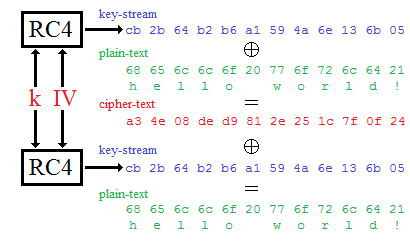 RC4
key-stream
cb 2b 64 b2 b6 a1 59 4a 6e 13 6b 05
⊕
plain-text
68 65 6c 6c 6f 20 77 6f 72 6c 64 21
h e l l o w o r l d !
k IV
cipher-text
=
a3 4e 08 de d9 81 2e 25 1c 7f 0f 24
⊕
RC4
key-stream
cb 2b 64 b2 b6 a1 59 4a 6e 13 6b 05
=
plain-text
68 65 6c 6c 6f 20 77 6f 72 6c 64 21
h e l l o w o r l d !